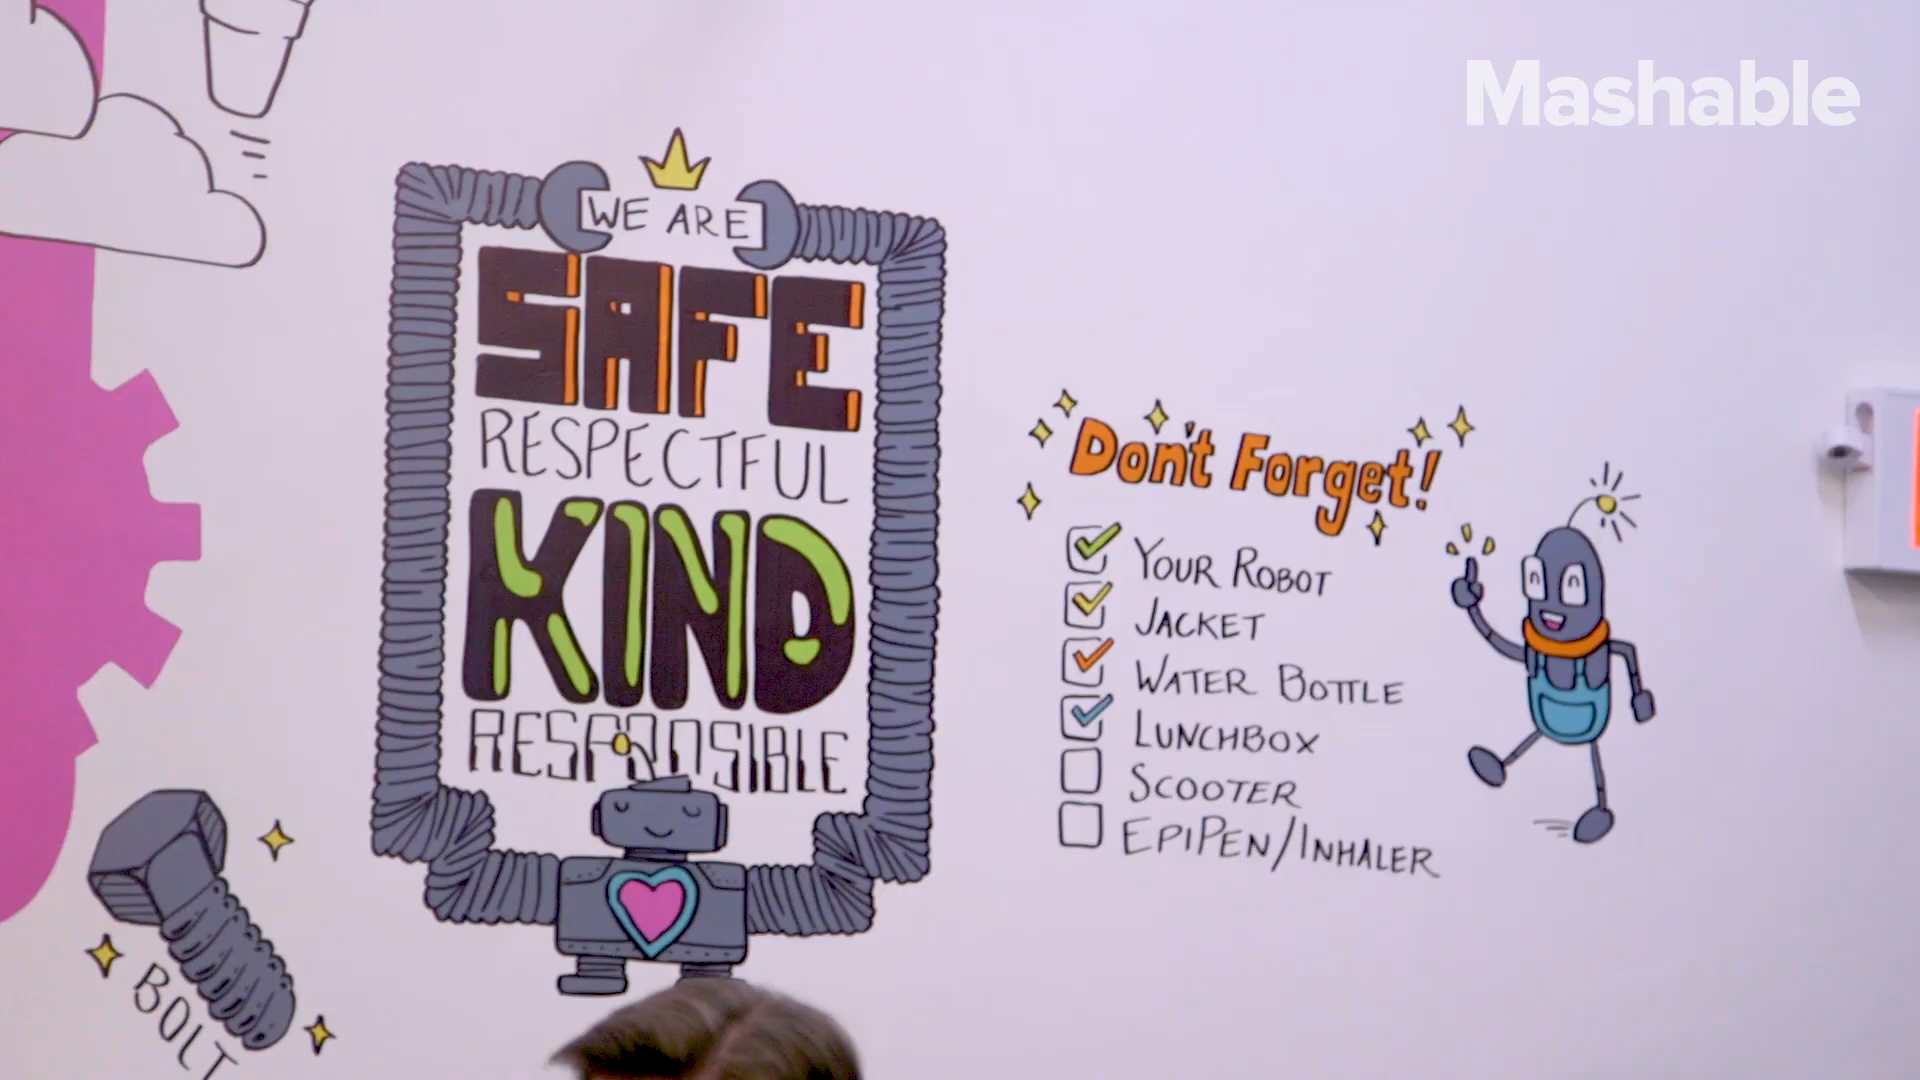 Mashable
WE ARE
SAFE
RESPECTFUL
KIND
RESPONSIBLE
Don't Forget!
YOUR ROBOT
JACKET
WATER BOTTLE
LUNCHBOX
SCOOTER
EPIPEN/INHALER
BOLT